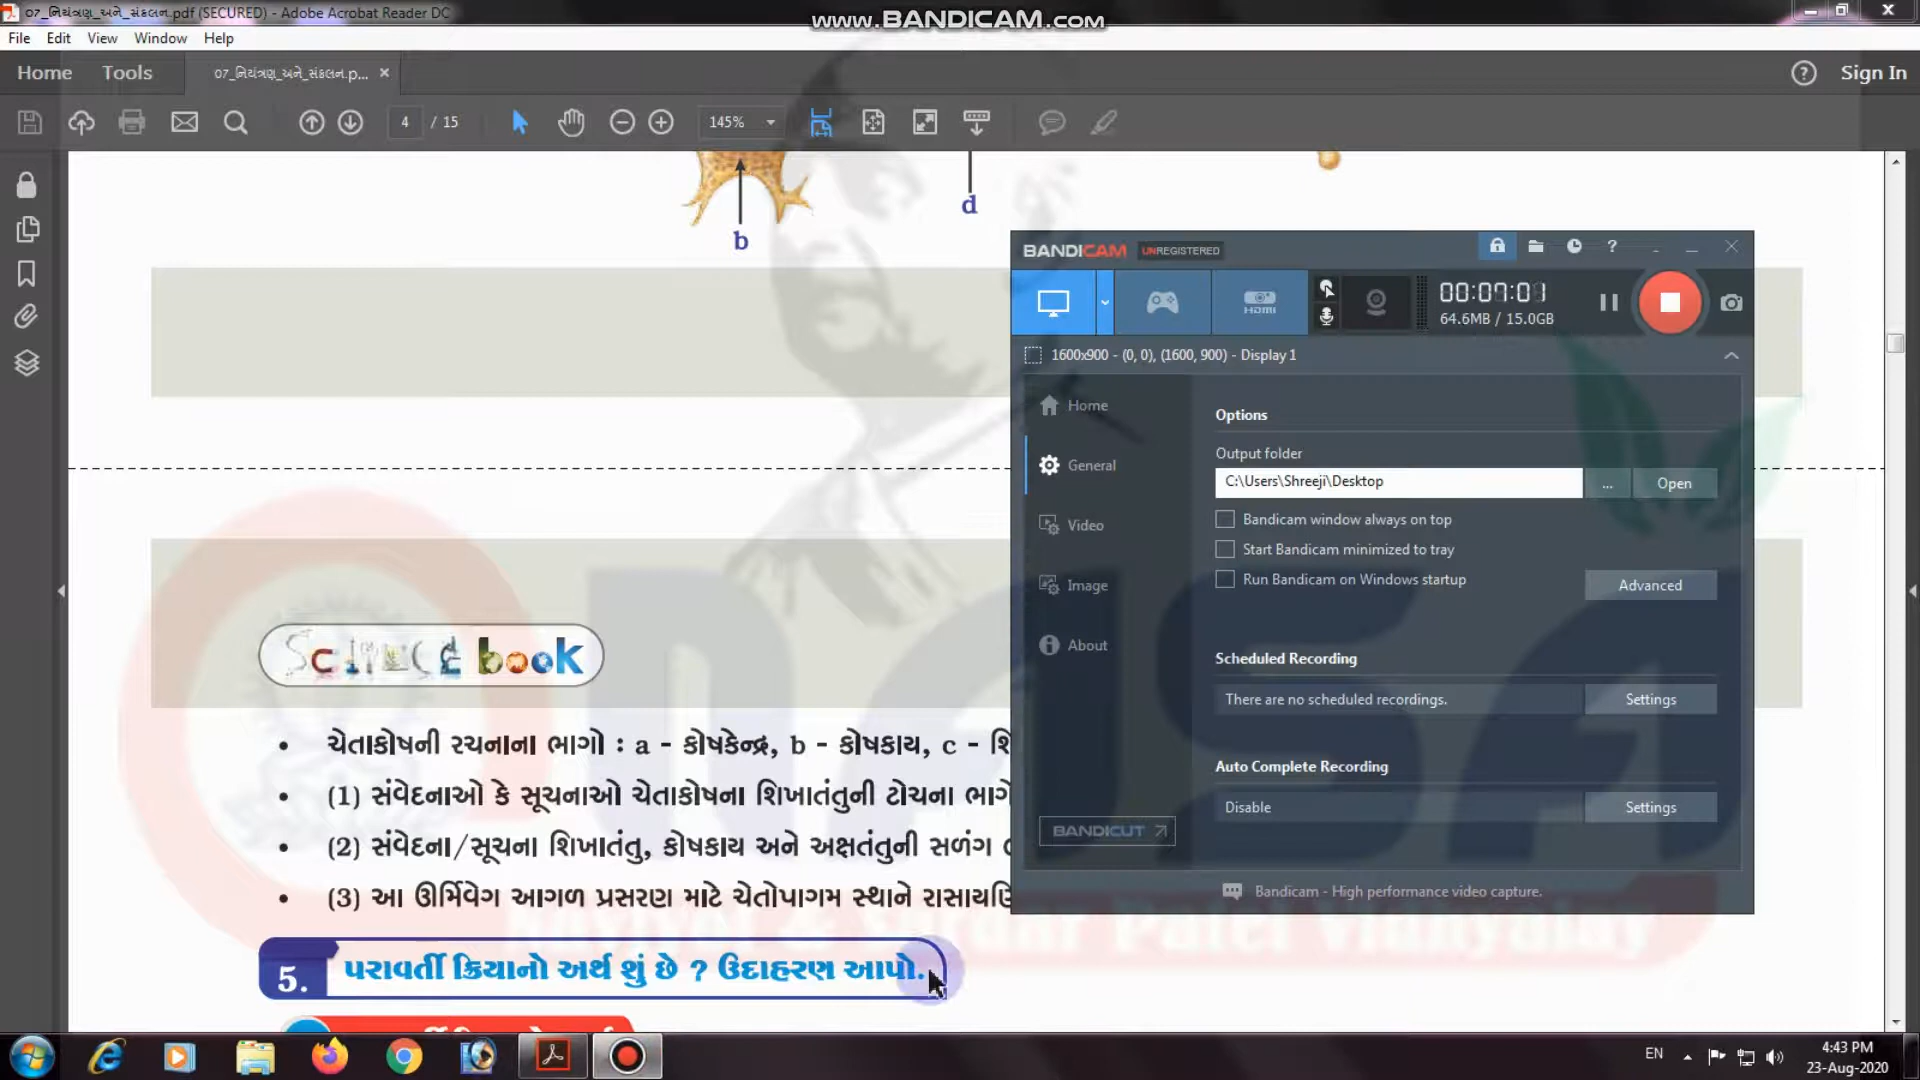 07_નિયંત્રણ_અને_સંકલન.pdf (SECURED) - Adobe Acrobat Reader DC
www.BANDICAM.com
File Edit View Window Help
Home Tools 07_નિયંત્રણ_અને_સંકલન.p... Sign In
4 / 15 145%
d
b
BANDICAM UNREGISTERED
HDMI
00:07:01
64.6MB / 15.0GB
1600x900 - (0, 0), (1600, 900) - Display 1
Home
General
Video
Image
About
BANDICUT
Options
Output folder
C:\Users\Shreeji\Desktop ... Open
Bandicam window always on top
Start Bandicam minimized to tray
Run Bandicam on Windows startup
Advanced
Scheduled Recording
There are no scheduled recordings. Settings
Auto Complete Recording
Disable Settings
Bandicam - High performance video capture.
Science book
• ચેતાકોષની રચનાના ભાગો : a - કોષકેન્દ્ર, b - કોષકાય, c -
• (1) સંવેદનાઓ કે સૂચનાઓ ચેતાકોષના શિખાતંતુની ટોચના ભાગે
• (2) સંવેદના/સૂચના શિખાતંતુ, કોષકાય અને અક્ષતંતુની સળંગ
• (3) આ ઊર્મિવેગ આગળ પ્રસરણ માટે ચેતોપાગમ સ્થાને
5. પરાવર્તી ક્રિયાનો અર્થ શું છે ? ઉદાહરણ આપો.
EN
4:43 PM
23-Aug-2020